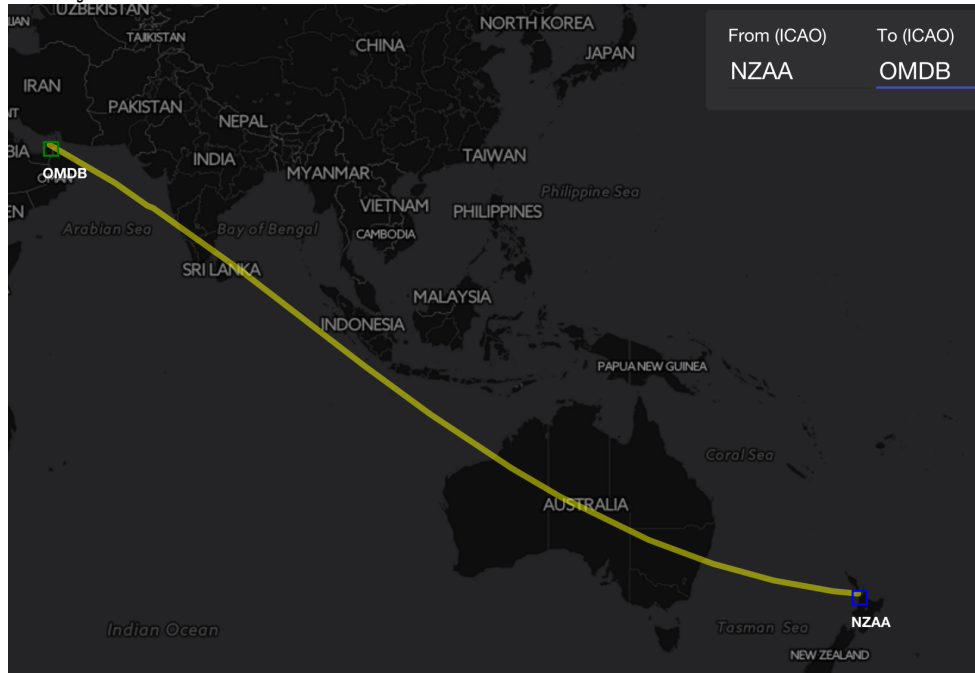 UZBEKISTAN
TAJIKISTAN
CHINA
NORTH KOREA
JAPAN
From (ICAO)
To (ICAO)
NZAA
OMDB
IRAN
PAKISTAN
NEPAL
BIA
OMDB
INDIA
MYANMAR
TAIWAN
Philippine Sea
EN
VIETNAM
PHILIPPINES
Arabian Sea
Bay of Bengal
CAMBODIA
SRI LANKA
MALAYSIA
INDONESIA
PAPUA NEW GUINEA
Coral Sea
AUSTRALIA
Indian Ocean
Tasman Sea
NZAA
NEW ZEALAND